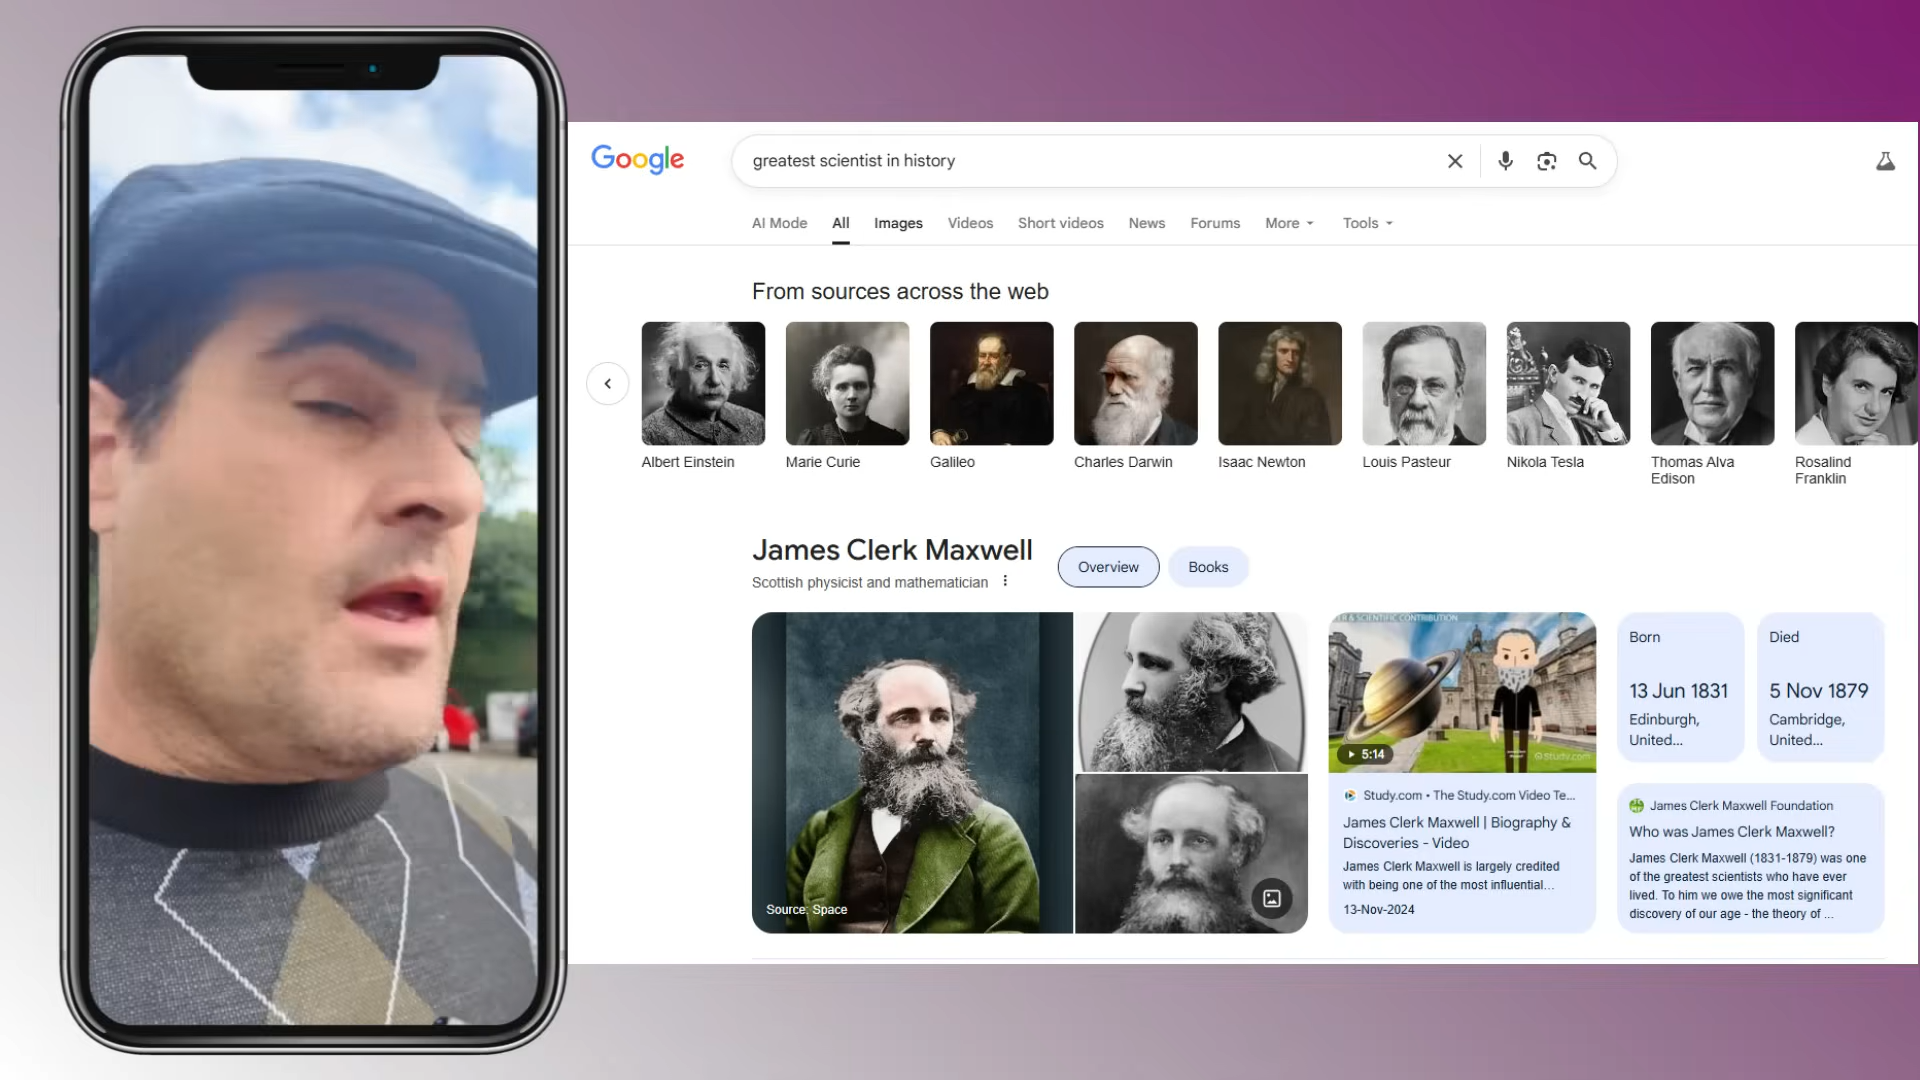 Google
greatest scientist in history
AI Mode All Images Videos Short videos News Forums More Tools
From sources across the web
Albert Einstein
Marie Curie
Galileo
Charles Darwin
Isaac Newton
Louis Pasteur
Nikola Tesla
Thomas Alva
Edison
Rosalind
Franklin
James Clerk Maxwell
Scottish physicist and mathematician
Overview
Books
Source: Space
R & SCIENTIFIC CONTRIBUTION
5:14
Study.com
Study.com • The Study.com Video Te...
James Clerk Maxwell | Biography &
Discoveries - Video
James Clerk Maxwell is largely credited
with being one of the most influential...
13-Nov-2024
Born
13 Jun 1831
Edinburgh,
United...
Died
5 Nov 1879
Cambridge,
United...
James Clerk Maxwell Foundation
Who was James Clerk Maxwell?
James Clerk Maxwell (1831-1879) was one
of the greatest scientists who have ever
lived. To him we owe the most significant
discovery of our age - the theory of ...